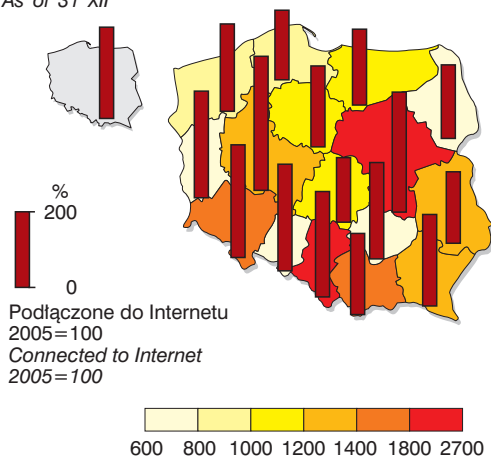 As of 31 XII
%
200
0
Podłączone do Internetu
2005=100
Connected to Internet
2005=100
600 800 1000 1200 1400 1800 2700